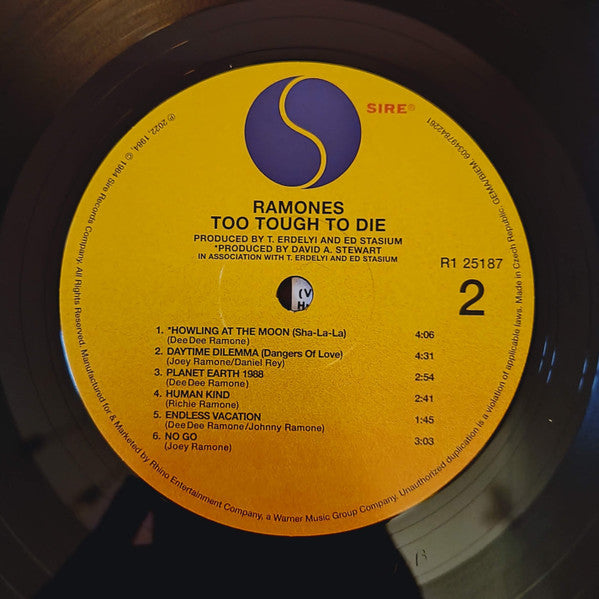 SIRE®
RAMONES
TOO TOUGH TO DIE
PRODUCED BY T. ERDELYI AND ED STASIUM
*PRODUCED BY DAVID A. STEWART
IN ASSOCIATION WITH T. ERDELYI AND ED STASIUM
R1 25187
2
(V
1. *HOWLING AT THE MOON (Sha-La-La) 4:06
(Dee Dee Ramone)
2. DAYTIME DILEMMA (Dangers Of Love) 4:31
(Joey Ramone/Daniel Rey)
3. PLANET EARTH 1988 2:54
(Dee Dee Ramone)
4. HUMAN KIND 2:41
(Richie Ramone)
5. ENDLESS VACATION 1:45
(Dee Dee Ramone/Johnny Ramone)
6. NO GO 3:03
(Joey Ramone)
℗ 2022, 1984, © 1984 Sire Records Company. All Rights Reserved. Manufactured for & Marketed by Rhino Entertainment Company, a Warner Music Group Company. Unauthorized duplication is a violation of applicable laws. Made in Czech Republic. GEMA/BIEM 603497842261